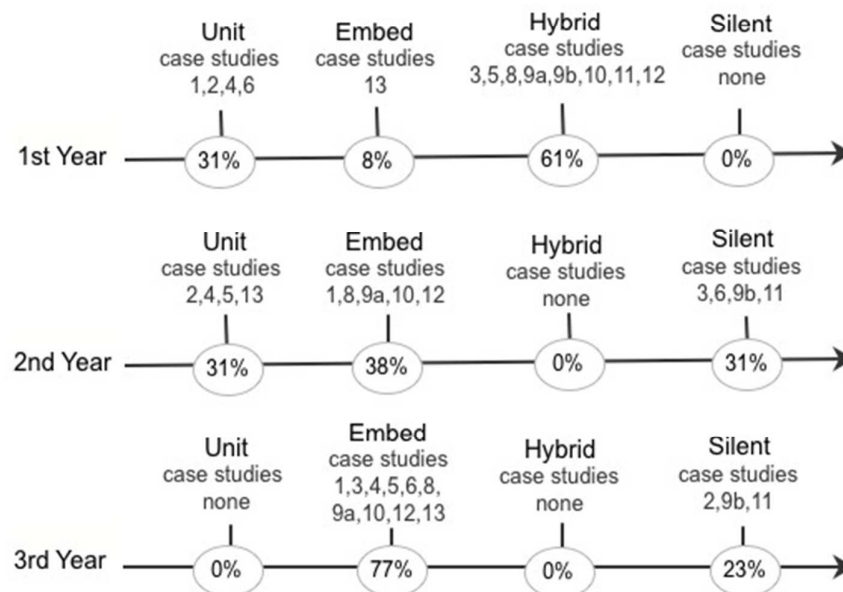 Unit Embed Hybrid Silent
case studies case studies case studies case studies
1,2,4,6 13 3,5,8,9a,9b,10,11,12 none
1st Year 31% 8% 61% 0%
Unit Embed Hybrid Silent
case studies case studies case studies case studies
2,4,5,13 1,8,9a,10,12 none 3,6,9b,11
2nd Year 31% 38% 0% 31%
Unit Embed Hybrid Silent
case studies case studies case studies case studies
none 1,3,4,5,6,8, none 2,9b,11
9a,10,12,13
3rd Year 0% 77% 0% 23%